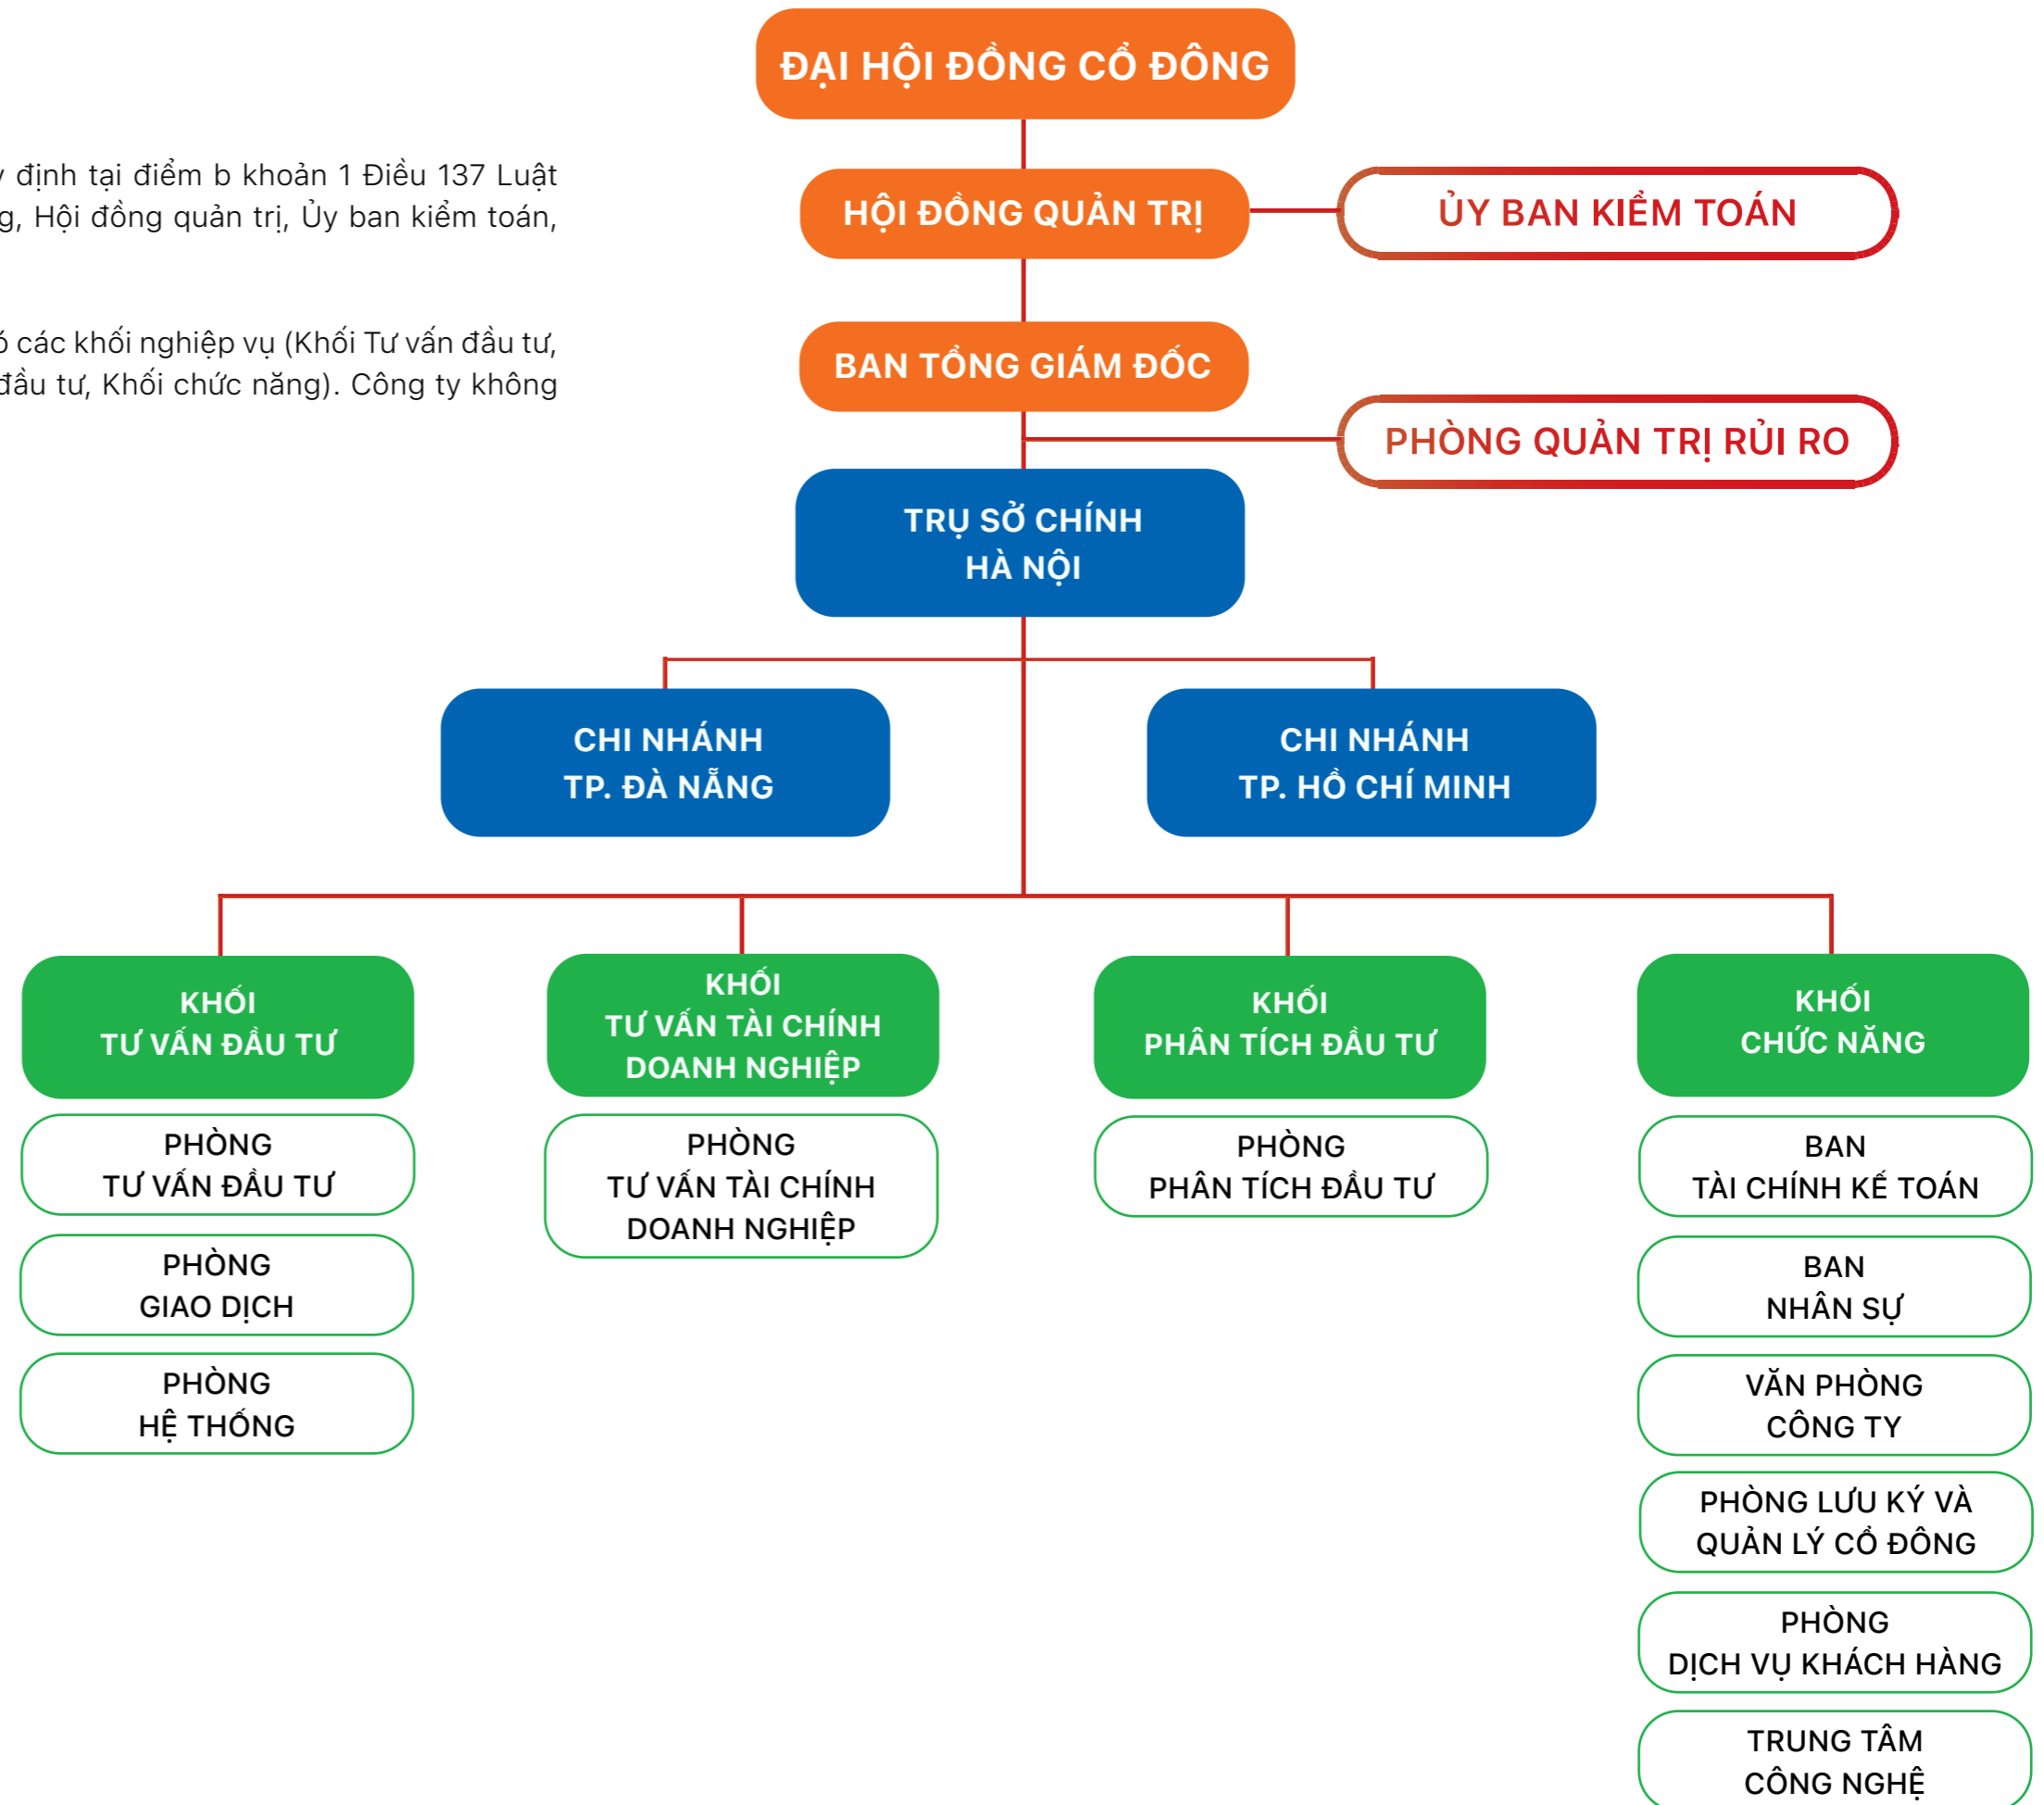 ĐẠI HỘI ĐỒNG CỔ ĐÔNG
định tại điểm b khoản 1 Điều 137 Luật
Hội đồng quản trị, Ủy ban kiểm toán,
HỘI ĐỒNG QUẢN TRỊ
ỦY BAN KIỂM TOÁN
các khối nghiệp vụ (Khối Tư vấn đầu tư,
đầu tư, Khối chức năng). Công ty không
BAN TỔNG GIÁM ĐỐC
PHÒNG QUẢN TRỊ RỦI RO
TRỤ SỞ CHÍNH
HÀ NỘI
CHI NHÁNH
TP. ĐÀ NẴNG
CHI NHÁNH
TP. HỒ CHÍ MINH
KHỐI
TƯ VẤN ĐẦU TƯ
PHÒNG
TƯ VẤN ĐẦU TƯ
PHÒNG
GIAO DỊCH
PHÒNG
HỆ THỐNG
KHỐI
TƯ VẤN TÀI CHÍNH
DOANH NGHIỆP
PHÒNG
TƯ VẤN TÀI CHÍNH
DOANH NGHIỆP
KHỐI
PHÂN TÍCH ĐẦU TƯ
PHÒNG
PHÂN TÍCH ĐẦU TƯ
KHỐI
CHỨC NĂNG
BAN
TÀI CHÍNH KẾ TOÁN
BAN
NHÂN SỰ
VĂN PHÒNG
CÔNG TY
PHÒNG LƯU KÝ VÀ
QUẢN LÝ CỔ ĐÔNG
PHÒNG
DỊCH VỤ KHÁCH HÀNG
TRUNG TÂM
CÔNG NGHỆ